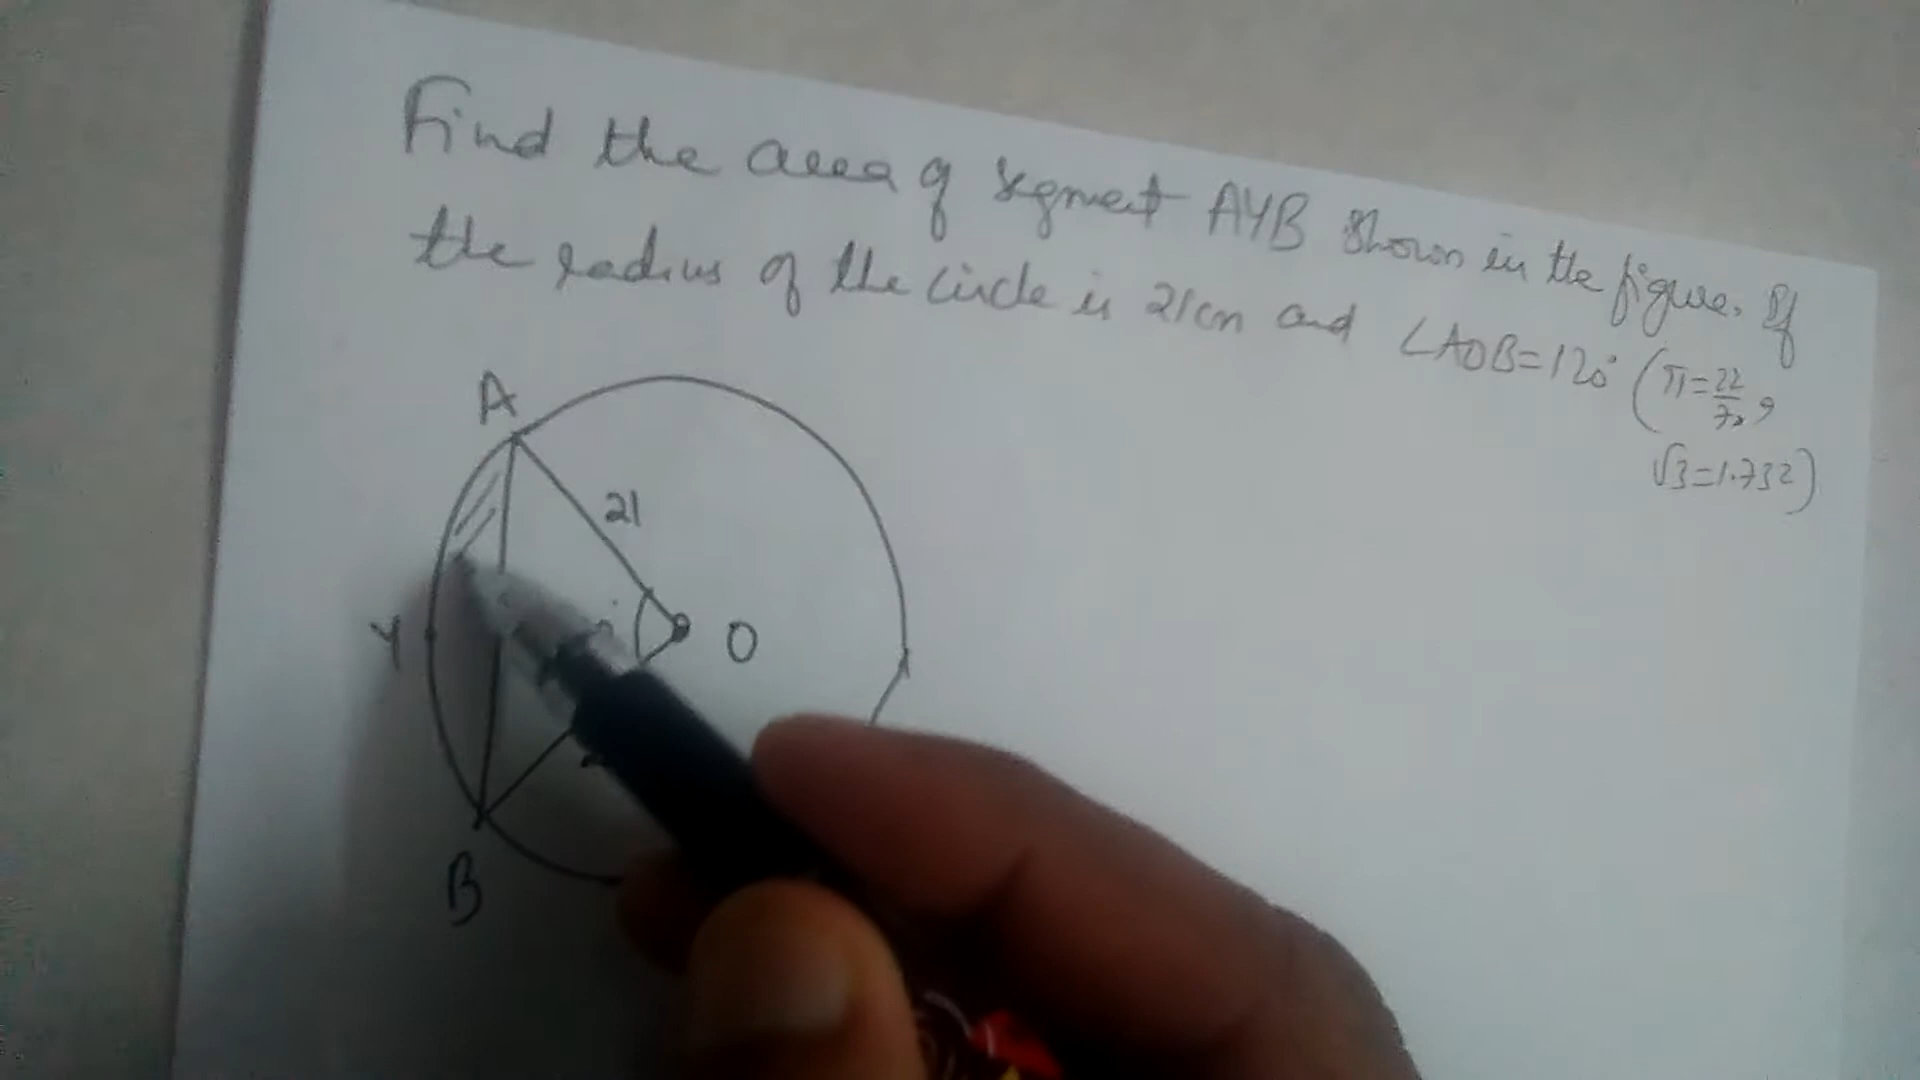 Find the area of segment AYB shown in the figure. If
the radius of the circle is 21cm and ∠AOB=120° (π=22/7,
√3=1.732)
A
21
Y
O
B